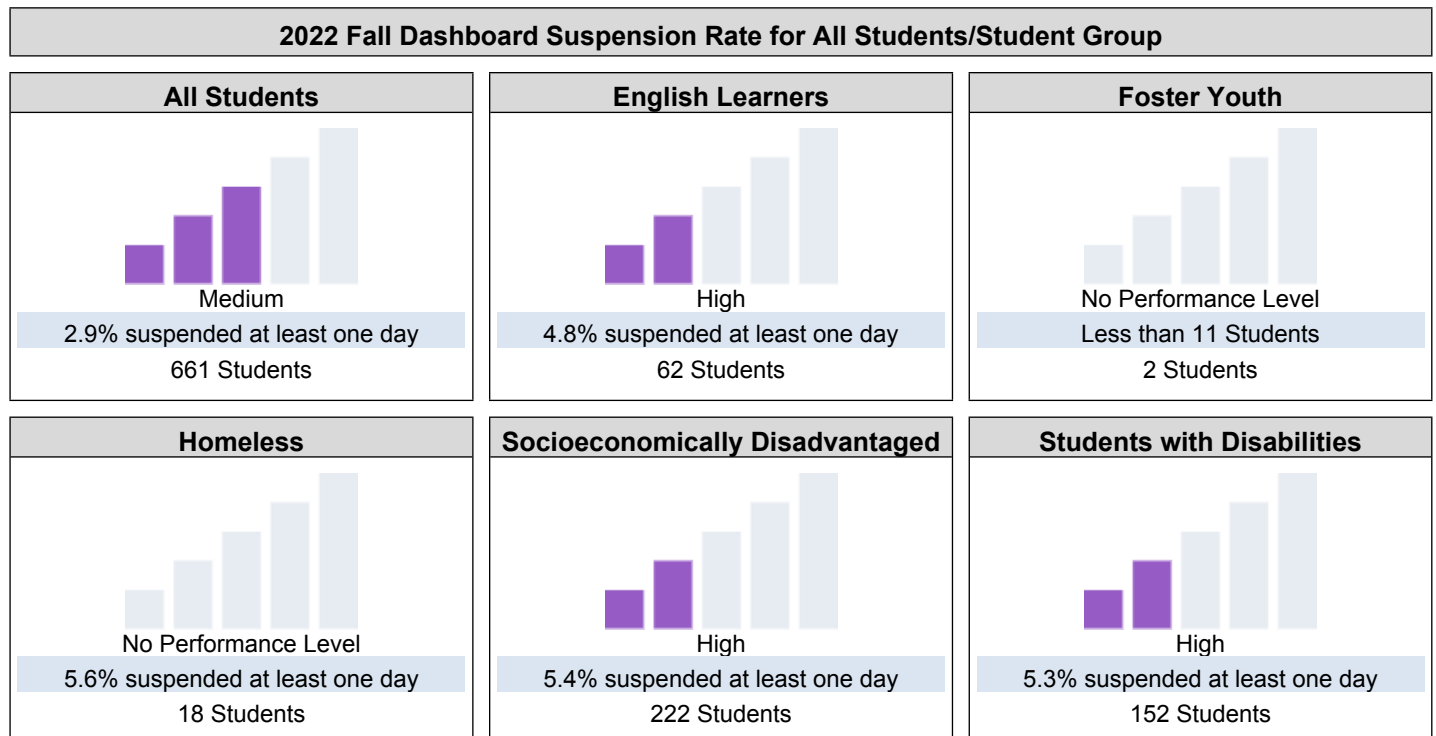 2022 Fall Dashboard Suspension Rate for All Students/Student Group
All Students
Medium
2.9% suspended at least one day
661 Students
English Learners
High
4.8% suspended at least one day
62 Students
Foster Youth
No Performance Level
Less than 11 Students
2 Students
Homeless
No Performance Level
5.6% suspended at least one day
18 Students
Socioeconomically Disadvantaged
High
5.4% suspended at least one day
222 Students
Students with Disabilities
High
5.3% suspended at least one day
152 Students